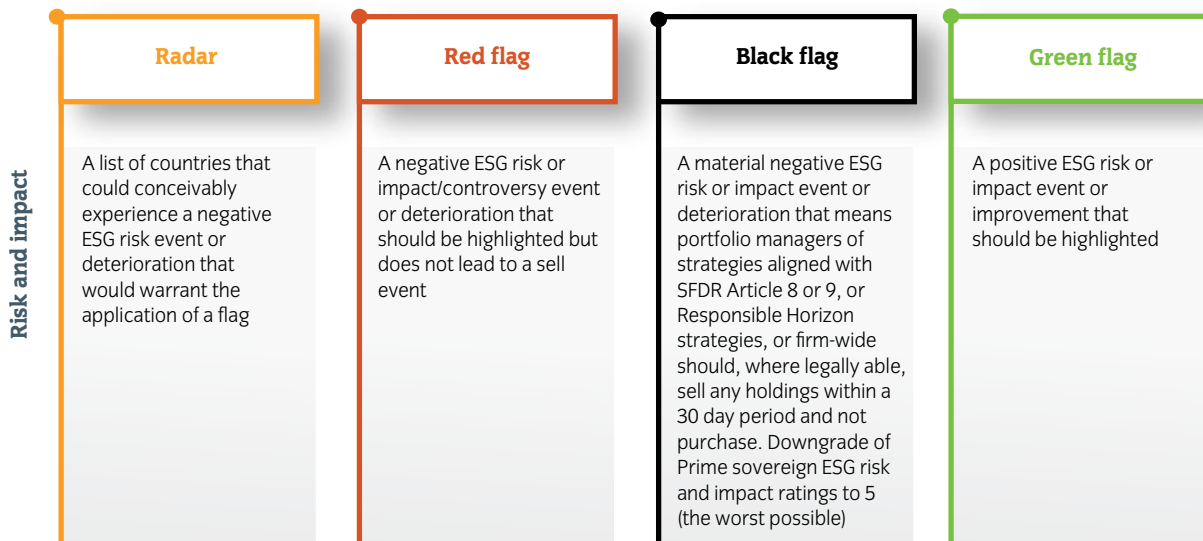 Risk and impact
Radar
A list of countries that
could conceivably
experience a negative
ESG risk event or
deterioration that
would warrant the
application of a flag
Red flag
A negative ESG risk or
impact/controversy event
or deterioration that
should be highlighted but
does not lead to a sell
event
Black flag
A material negative ESG
risk or impact event or
deterioration that means
portfolio managers of
strategies aligned with
SFDR Article 8 or 9, or
Responsible Horizon
strategies, or firm-wide
should, where legally able,
sell any holdings within a
30 day period and not
purchase. Downgrade of
Prime sovereign ESG risk
and impact ratings to 5
(the worst possible)
Green flag
A positive ESG risk or
impact event or
improvement that
should be highlighted